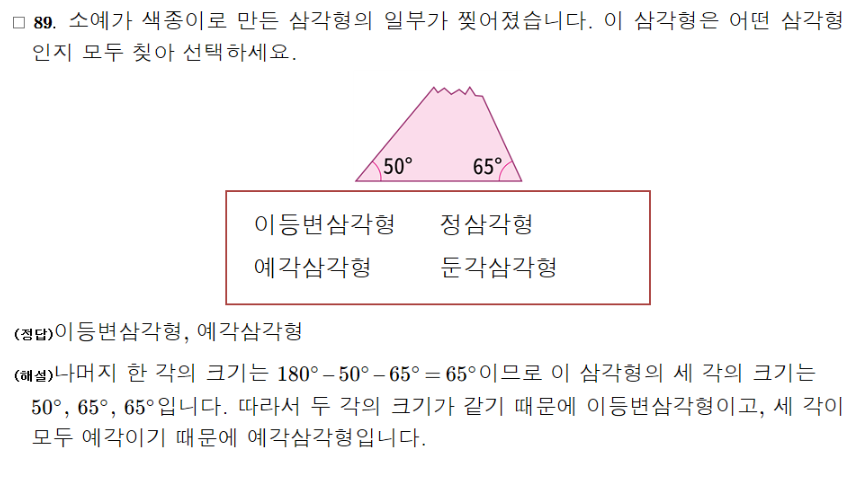 □ 89. 소예가 색종이로 만든 삼각형의 일부가 찢어졌습니다. 이 삼각형은 어떤 삼각형
인지 모두 칮아 선택하세요.
50° 65°
이등변삼각형 정삼각형
예각삼각형 둔각삼각형
(정답)이등변삼각형, 예각삼각형
(해설)나머지 한 각의 크기는 180°-50°-65°=65°이므로 이 삼각형의 세 각의 크기는
50°, 65°, 65°입니다. 따라서 두 각의 크기가 같기 때문에 이등변삼각형이고, 세 각이
모두 예각이기 때문에 예각삼각형입니다.